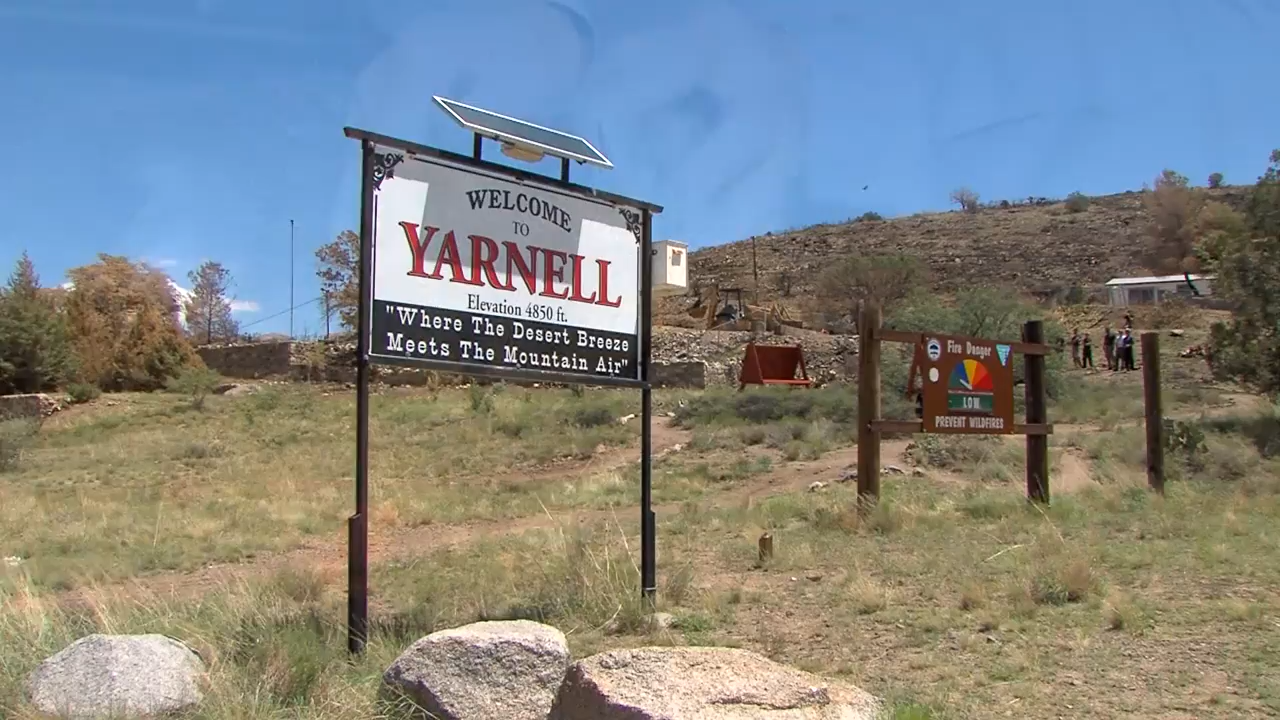 WELCOME
TO
YARNELL
Elevation 4850 ft.
"Where The Desert Breeze
Meets The Mountain Air"
Fire Danger
LOW
PREVENT WILDFIRES